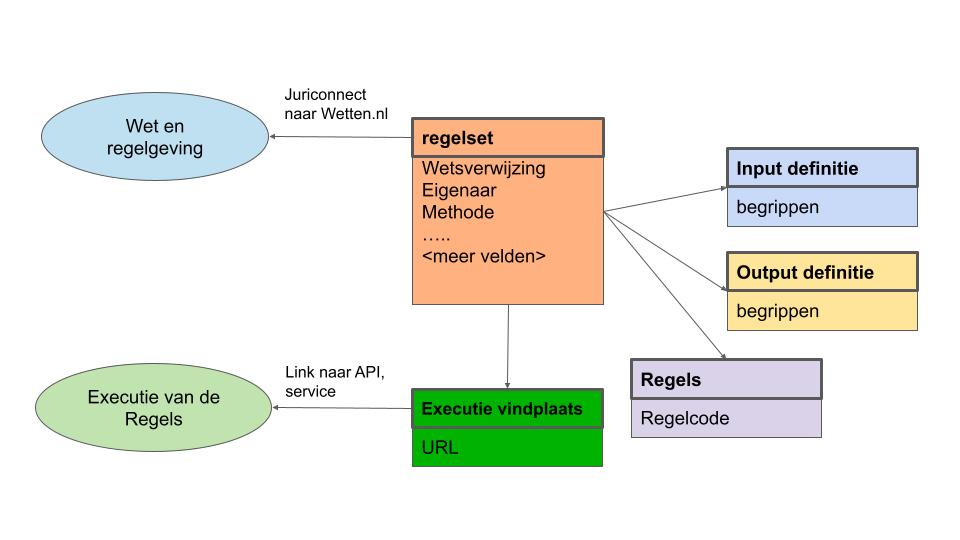 Juriconnect
naar Wetten.nl
Wet en
regelgeving
regelset
Wetsverwijzing
Eigenaar
Methode
…..
<meer velden>
Input definitie
begrippen
Output definitie
begrippen
Regels
Regelcode
Link naar API,
service
Executie van de
Regels
Executie vindplaats
URL